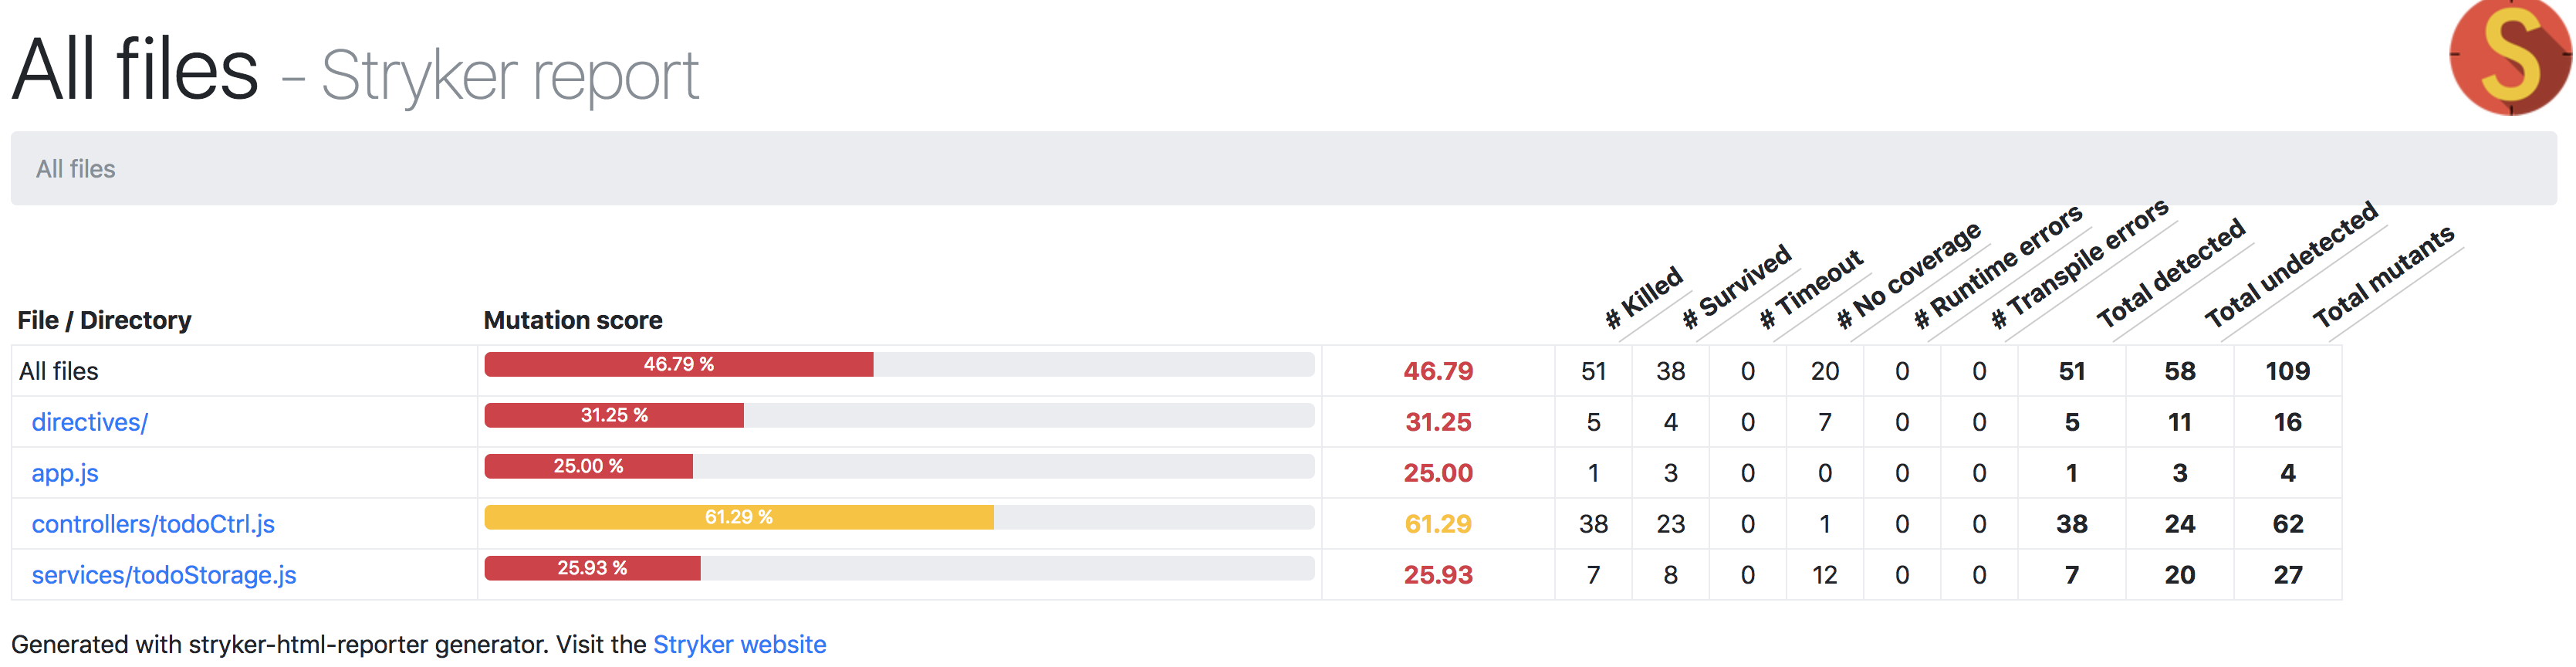 All files - Stryker report
S
All files
File / Directory Mutation score # Killed # Survived # Timeout # No coverage # Runtime errors # Transpile errors Total detected Total undetected Total mutants
All files 46.79 % 46.79 51 38 0 20 0 0 51 58 109
directives/ 31.25 % 31.25 5 4 0 7 0 0 5 11 16
app.js 25.00 % 25.00 1 3 0 0 0 0 1 3 4
controllers/todoCtrl.js 61.29 % 61.29 38 23 0 1 0 0 38 24 62
services/todoStorage.js 25.93 % 25.93 7 8 0 12 0 0 7 20 27
Generated with stryker-html-reporter generator. Visit the Stryker website